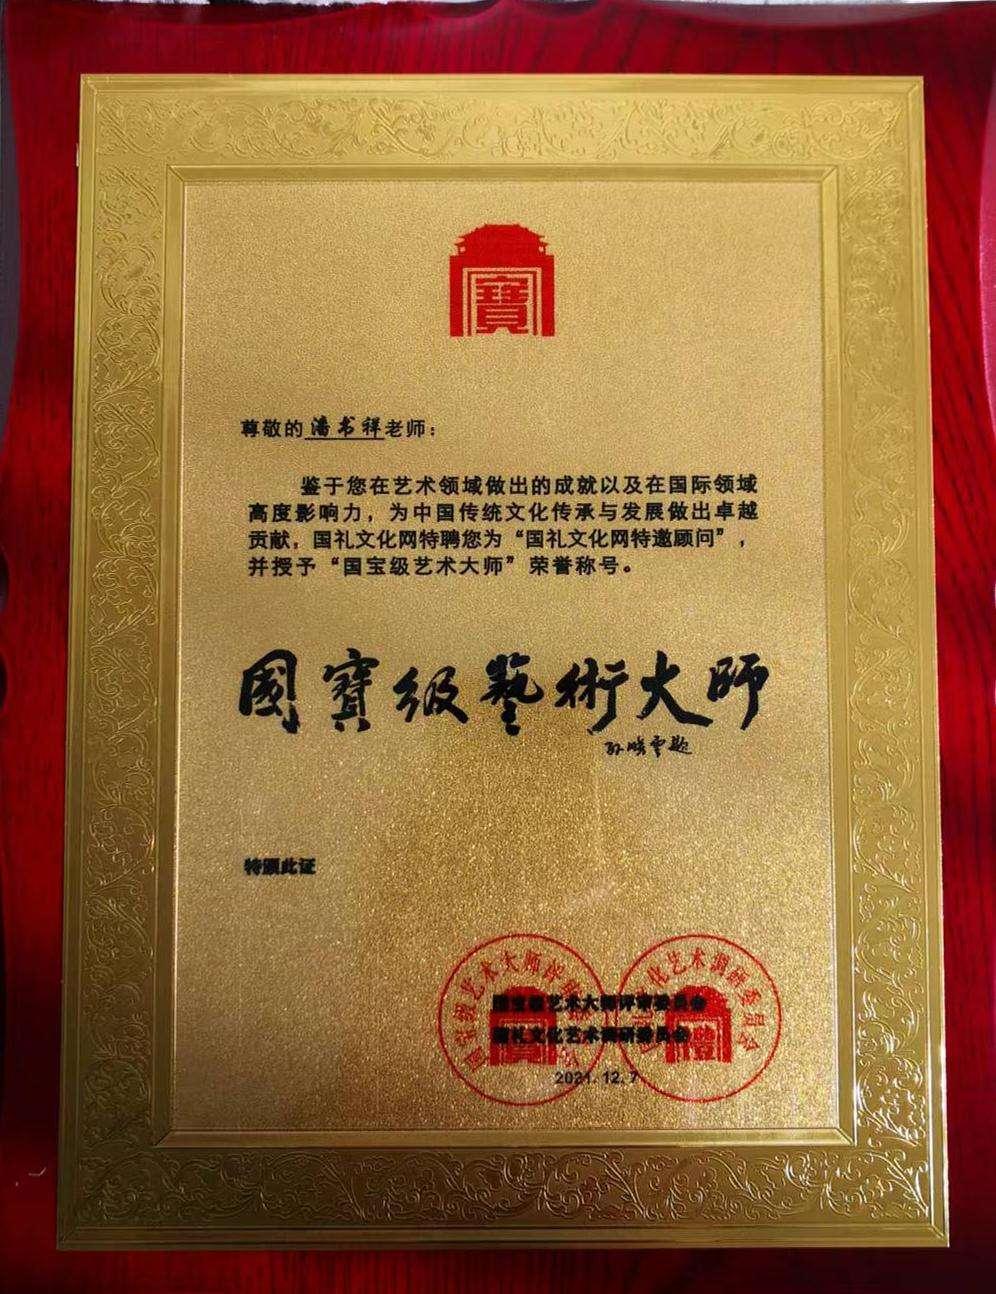 寶
尊敬的潘书祥老师：
鉴于您在艺术领域做出的成就以及在国际领域
高度影响力，为中国传统文化传承与发展做出卓越
贡献，国礼文化网特聘您为“国礼文化网特邀顾问”，
并授予“国宝级艺术大师”荣誉称号。
國寶級藝術大师
特颁此证
国宝级艺术大师评审委员会
国礼文化艺术调研委员会
2021.12.7